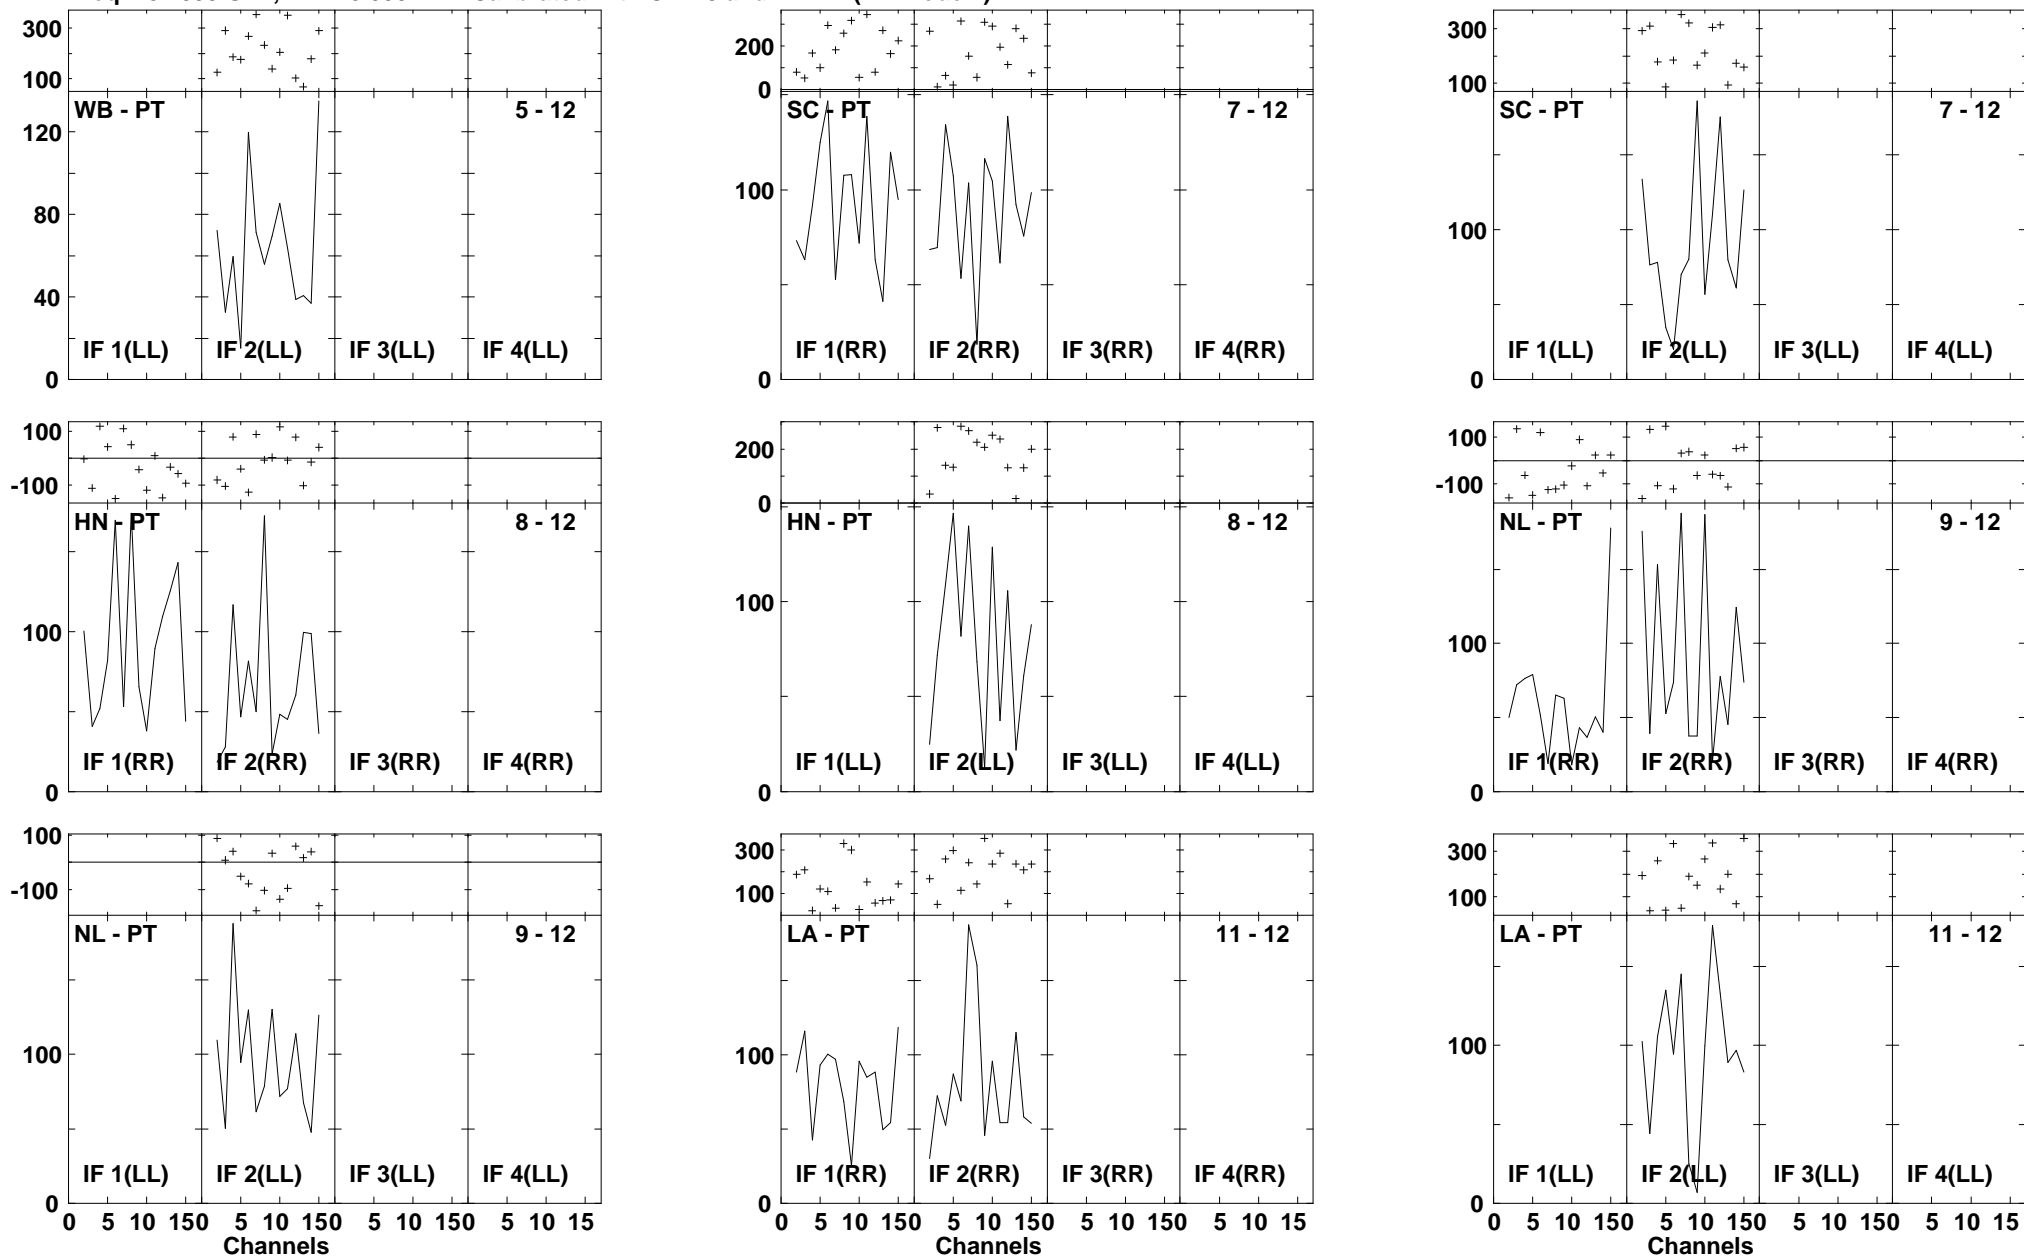 300
100
WB - PT
5 - 12
120
80
40
0
IF 1(LL)
IF 2(LL)
IF 3(LL)
IF 4(LL)
200
0
SC - PT
7 - 12
100
0
IF 1(RR)
IF 2(RR)
IF 3(RR)
IF 4(RR)
300
100
SC - PT
7 - 12
100
0
IF 1(LL)
IF 2(LL)
IF 3(LL)
IF 4(LL)
100
-100
HN - PT
8 - 12
100
0
IF 1(RR)
IF 2(RR)
IF 3(RR)
IF 4(RR)
200
0
HN - PT
8 - 12
100
0
IF 1(LL)
IF 2(LL)
IF 3(LL)
IF 4(LL)
100
-100
NL - PT
9 - 12
100
0
IF 1(RR)
IF 2(RR)
IF 3(RR)
IF 4(RR)
100
-100
NL - PT
9 - 12
100
0
IF 1(LL)
IF 2(LL)
IF 3(LL)
IF 4(LL)
0 5 10 150 5 10 150 5 10 150 5 10 15
Channels
300
100
LA - PT
11 - 12
100
0
IF 1(RR)
IF 2(RR)
IF 3(RR)
IF 4(RR)
0 5 10 150 5 10 150 5 10 150 5 10 15
Channels
300
100
LA - PT
11 - 12
100
0
IF 1(LL)
IF 2(LL)
IF 3(LL)
IF 4(LL)
0 5 10 150 5 10 150 5 10 150 5 10 15
Channels